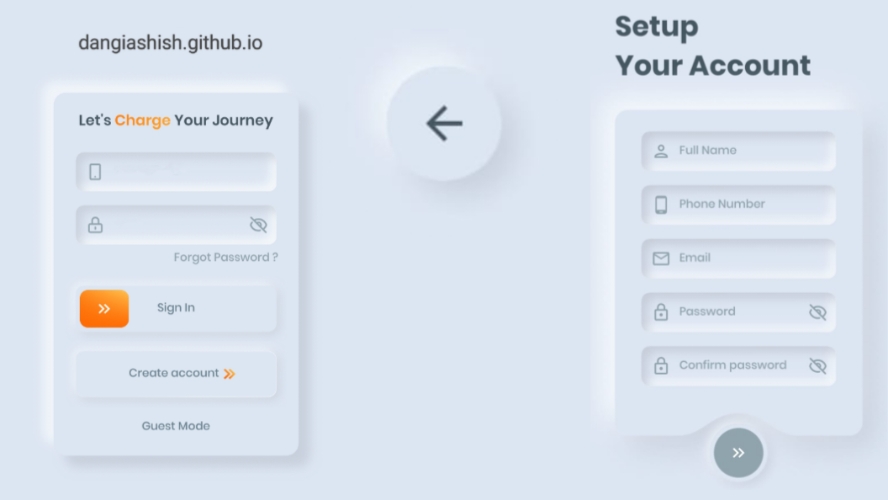 dangiashish.github.io
Let's Charge Your Journey
Forgot Password ?
Sign In
Create account
Guest Mode
Setup
Your Account
Full Name
Phone Number
Email
Password
Confirm password